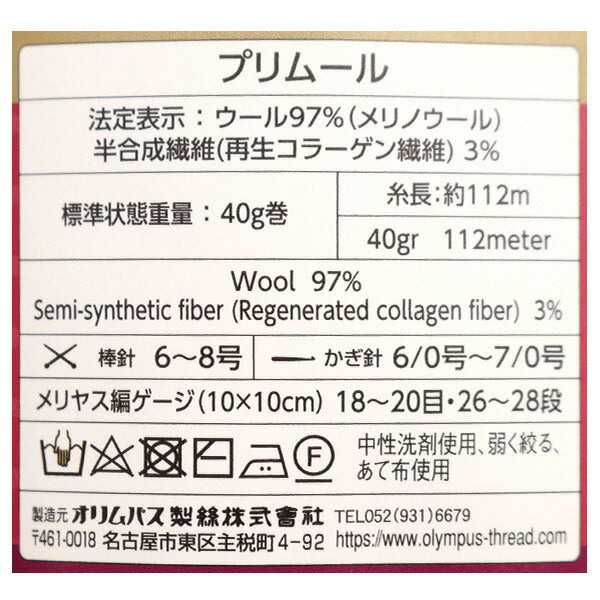 プリムール
法定表示：ウール97%(メリノウール)
半合成繊維(再生コラーゲン繊維) 3%
標準状態重量：40g巻
糸長：約112m
40gr 112meter
Wool 97%
Semi-synthetic fiber (Regenerated collagen fiber) 3%
棒針 6～8号
かぎ針 6/0号～7/0号
メリヤス編ゲージ(10×10cm) 18～20目・26～28段
F
中性洗剤使用、弱く絞る、
あて布使用
製造元 オリムパス製絲株式會社 TEL052(931)6679
〒461-0018 名古屋市東区主税町4-92 https://www.olympus-thread.com